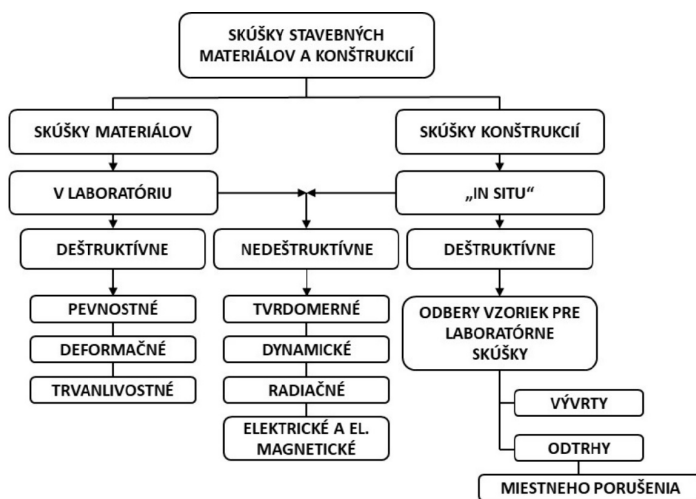 SKÚŠKY STAVEBNÝCH
MATERIÁLOV A KONŠTRUKCIÍ
SKÚŠKY MATERIÁLOV
SKÚŠKY KONŠTRUKCIÍ
V LABORATÓRIU
„IN SITU“
DEŠTRUKTÍVNE
NEDEŠTRUKTÍVNE
DEŠTRUKTÍVNE
PEVNOSTNÉ
DEFORMAČNÉ
TRVANLIVOSTNÉ
TVRDOMERNÉ
DYNAMICKÉ
RADIAČNÉ
ELEKTRICKÉ A EL.
MAGNETICKÉ
ODBERY VZORIEK PRE
LABORATÓRNE
SKÚŠKY
VÝVRTY
ODTRHY
MIESTNEHO PORUŠENIA